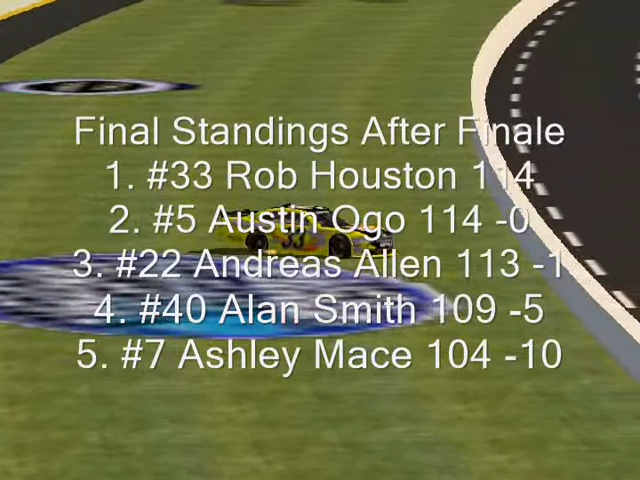 Final Standings After Finale
1. #33 Rob Houston 114
2. #5 Austin Ogo 114 -0
3. #22 Andreas Allen 113 -1
4. #40 Alan Smith 109 -5
5. #7 Ashley Mace 104 -10
33